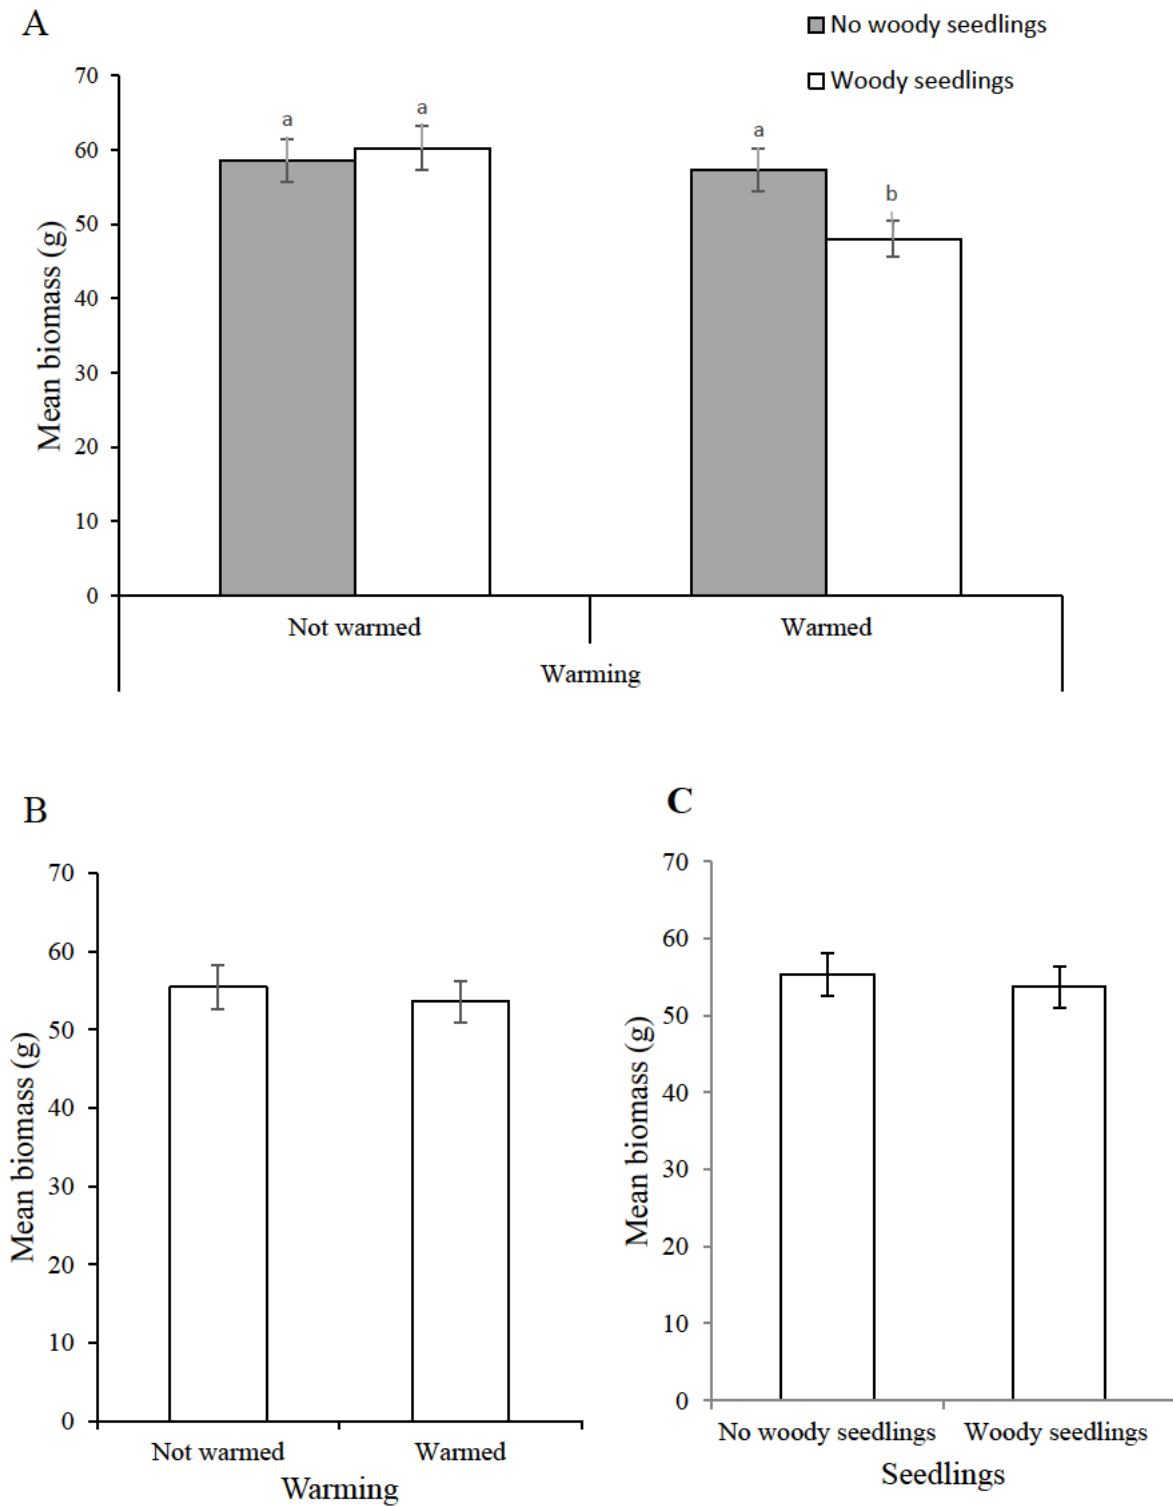 A
No woody seedlings
Woody seedlings
70
60
50
40
30
20
10
0
Mean biomass (g)
a
a
a
b
Not warmed
Warmed
Warming
B
70
60
50
40
30
20
10
0
Mean biomass (g)
Not warmed
Warmed
Warming
C
70
60
50
40
30
20
10
0
Mean biomass (g)
No woody seedlings
Woody seedlings
Seedlings